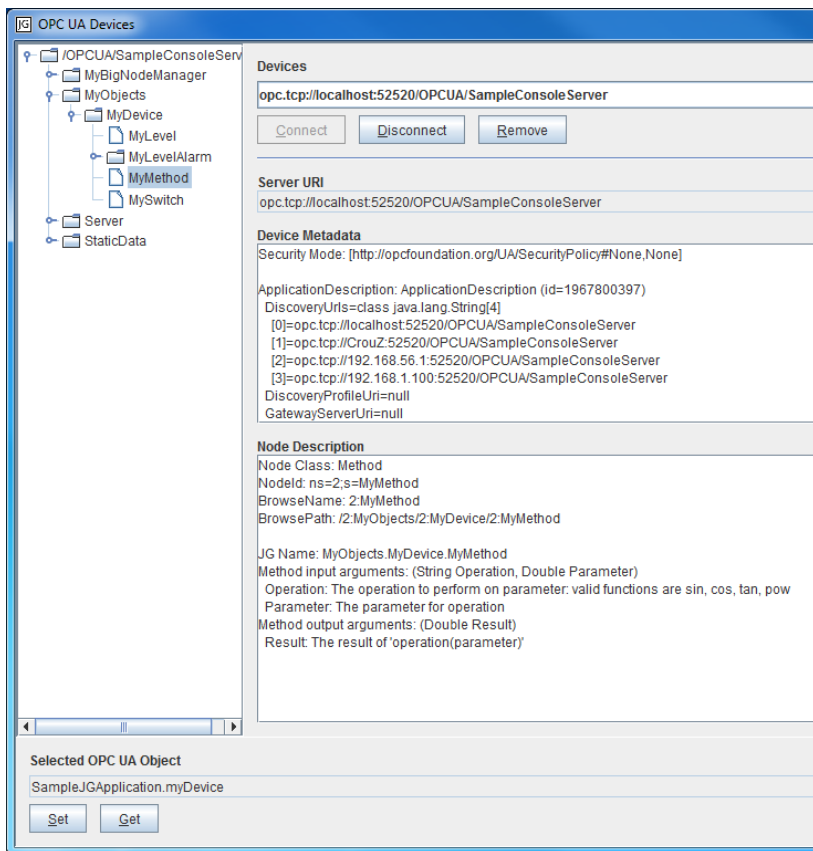 JG OPC UA Devices
/OPCUA/SampleConsoleServ
MyBigNodeManager
MyObjects
MyDevice
MyLevel
MyLevelAlarm
MyMethod
MySwitch
Server
StaticData
Devices
opc.tcp://localhost:52520/OPCUA/SampleConsoleServer
Connect Disconnect Remove
Server URI
opc.tcp://localhost:52520/OPCUA/SampleConsoleServer
Device Metadata
Security Mode: [http://opcfoundation.org/UA/SecurityPolicy#None,None]
ApplicationDescription: ApplicationDescription (id=1967800397)
DiscoveryUrls=class java.lang.String[4]
[0]=opc.tcp://localhost:52520/OPCUA/SampleConsoleServer
[1]=opc.tcp://CrouZ:52520/OPCUA/SampleConsoleServer
[2]=opc.tcp://192.168.56.1:52520/OPCUA/SampleConsoleServer
[3]=opc.tcp://192.168.1.100:52520/OPCUA/SampleConsoleServer
DiscoveryProfileUri=null
GatewayServerUri=null
Node Description
Node Class: Method
NodeId: ns=2;s=MyMethod
BrowseName: 2:MyMethod
BrowsePath: /2:MyObjects/2:MyDevice/2:MyMethod
JG Name: MyObjects.MyDevice.MyMethod
Method input arguments: (String Operation, Double Parameter)
Operation: The operation to perform on parameter: valid functions are sin, cos, tan, pow
Parameter: The parameter for operation
Method output arguments: (Double Result)
Result: The result of 'operation(parameter)'
Selected OPC UA Object
SampleJGApplication.myDevice
Set Get